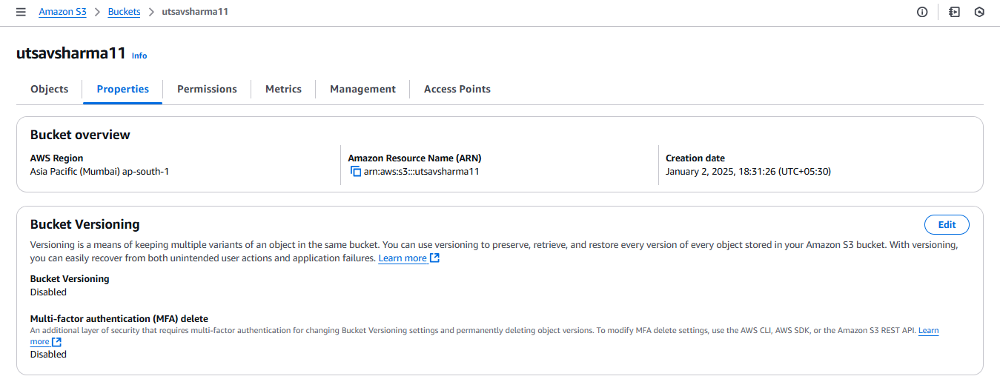 Amazon S3 > Buckets > utsavsharma11
utsavsharma11 Info
Objects Properties Permissions Metrics Management Access Points
Bucket overview
AWS Region
Asia Pacific (Mumbai) ap-south-1
Amazon Resource Name (ARN)
arn:aws:s3:::utsavsharma11
Creation date
January 2, 2025, 18:31:26 (UTC+05:30)
Bucket Versioning
Edit
Versioning is a means of keeping multiple variants of an object in the same bucket. You can use versioning to preserve, retrieve, and restore every version of every object stored in your Amazon S3 bucket. With versioning,
you can easily recover from both unintended user actions and application failures. Learn more
Bucket Versioning
Disabled
Multi-factor authentication (MFA) delete
An additional layer of security that requires multi-factor authentication for changing Bucket Versioning settings and permanently deleting object versions. To modify MFA delete settings, use the AWS CLI, AWS SDK, or the Amazon S3 REST API. Learn
more
Disabled